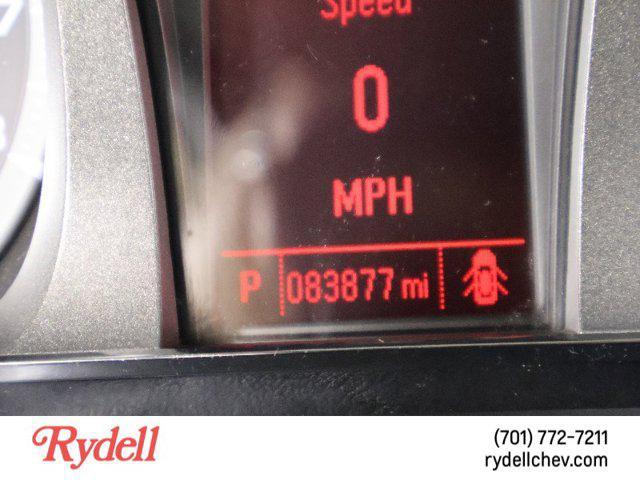 Speed
0
MPH
P 083877 mi
Rydell
(701) 772-7211
rydellchev.com